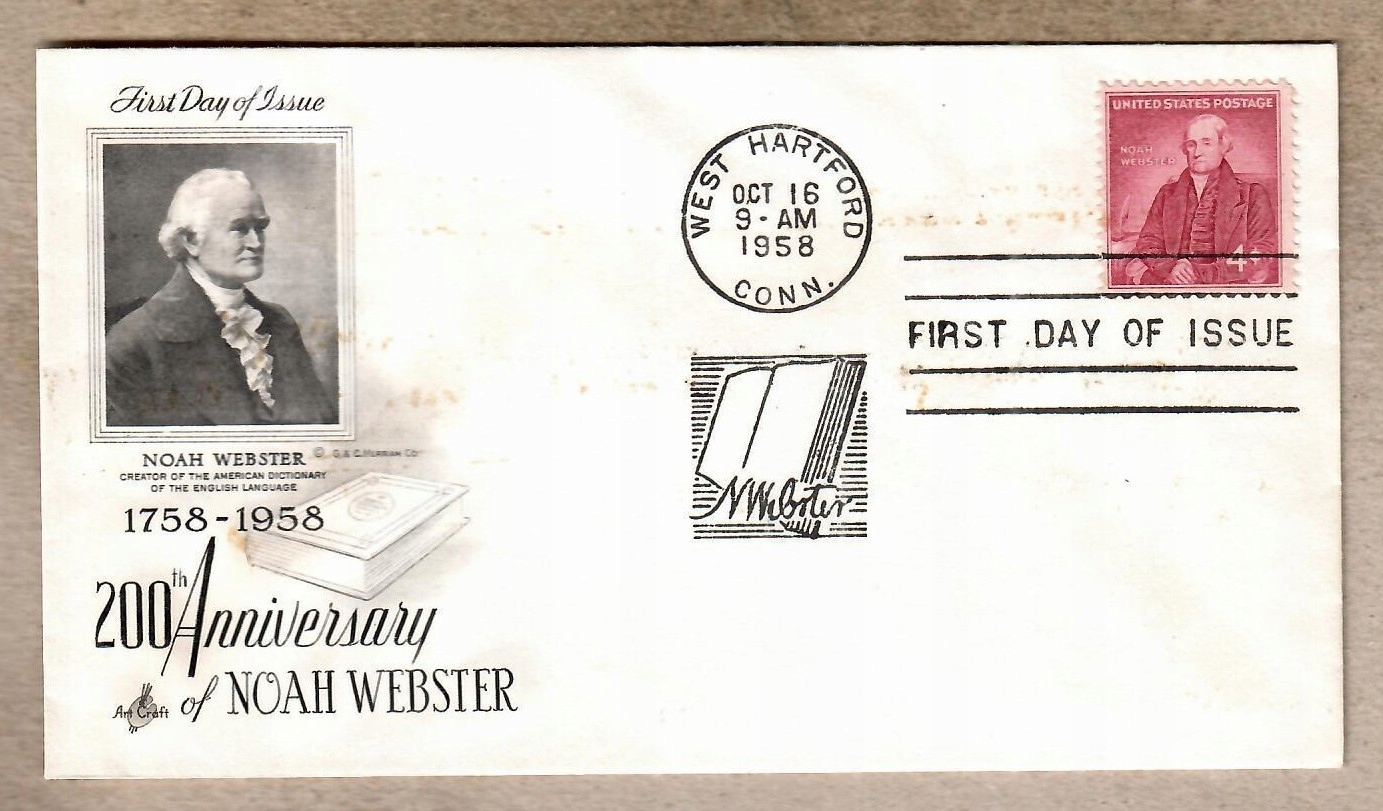 First Day of Issue
NOAH WEBSTER
© G. & C. MERRIAM CO.
CREATOR OF THE AMERICAN DICTIONARY
OF THE ENGLISH LANGUAGE
1758-1958
200th Anniversary
of NOAH WEBSTER
Art Craft
WEST HARTFORD
OCT 16
9-AM
1958
CONN.
N Webster
UNITED STATES POSTAGE
NOAH
WEBSTER
4¢
FIRST DAY OF ISSUE